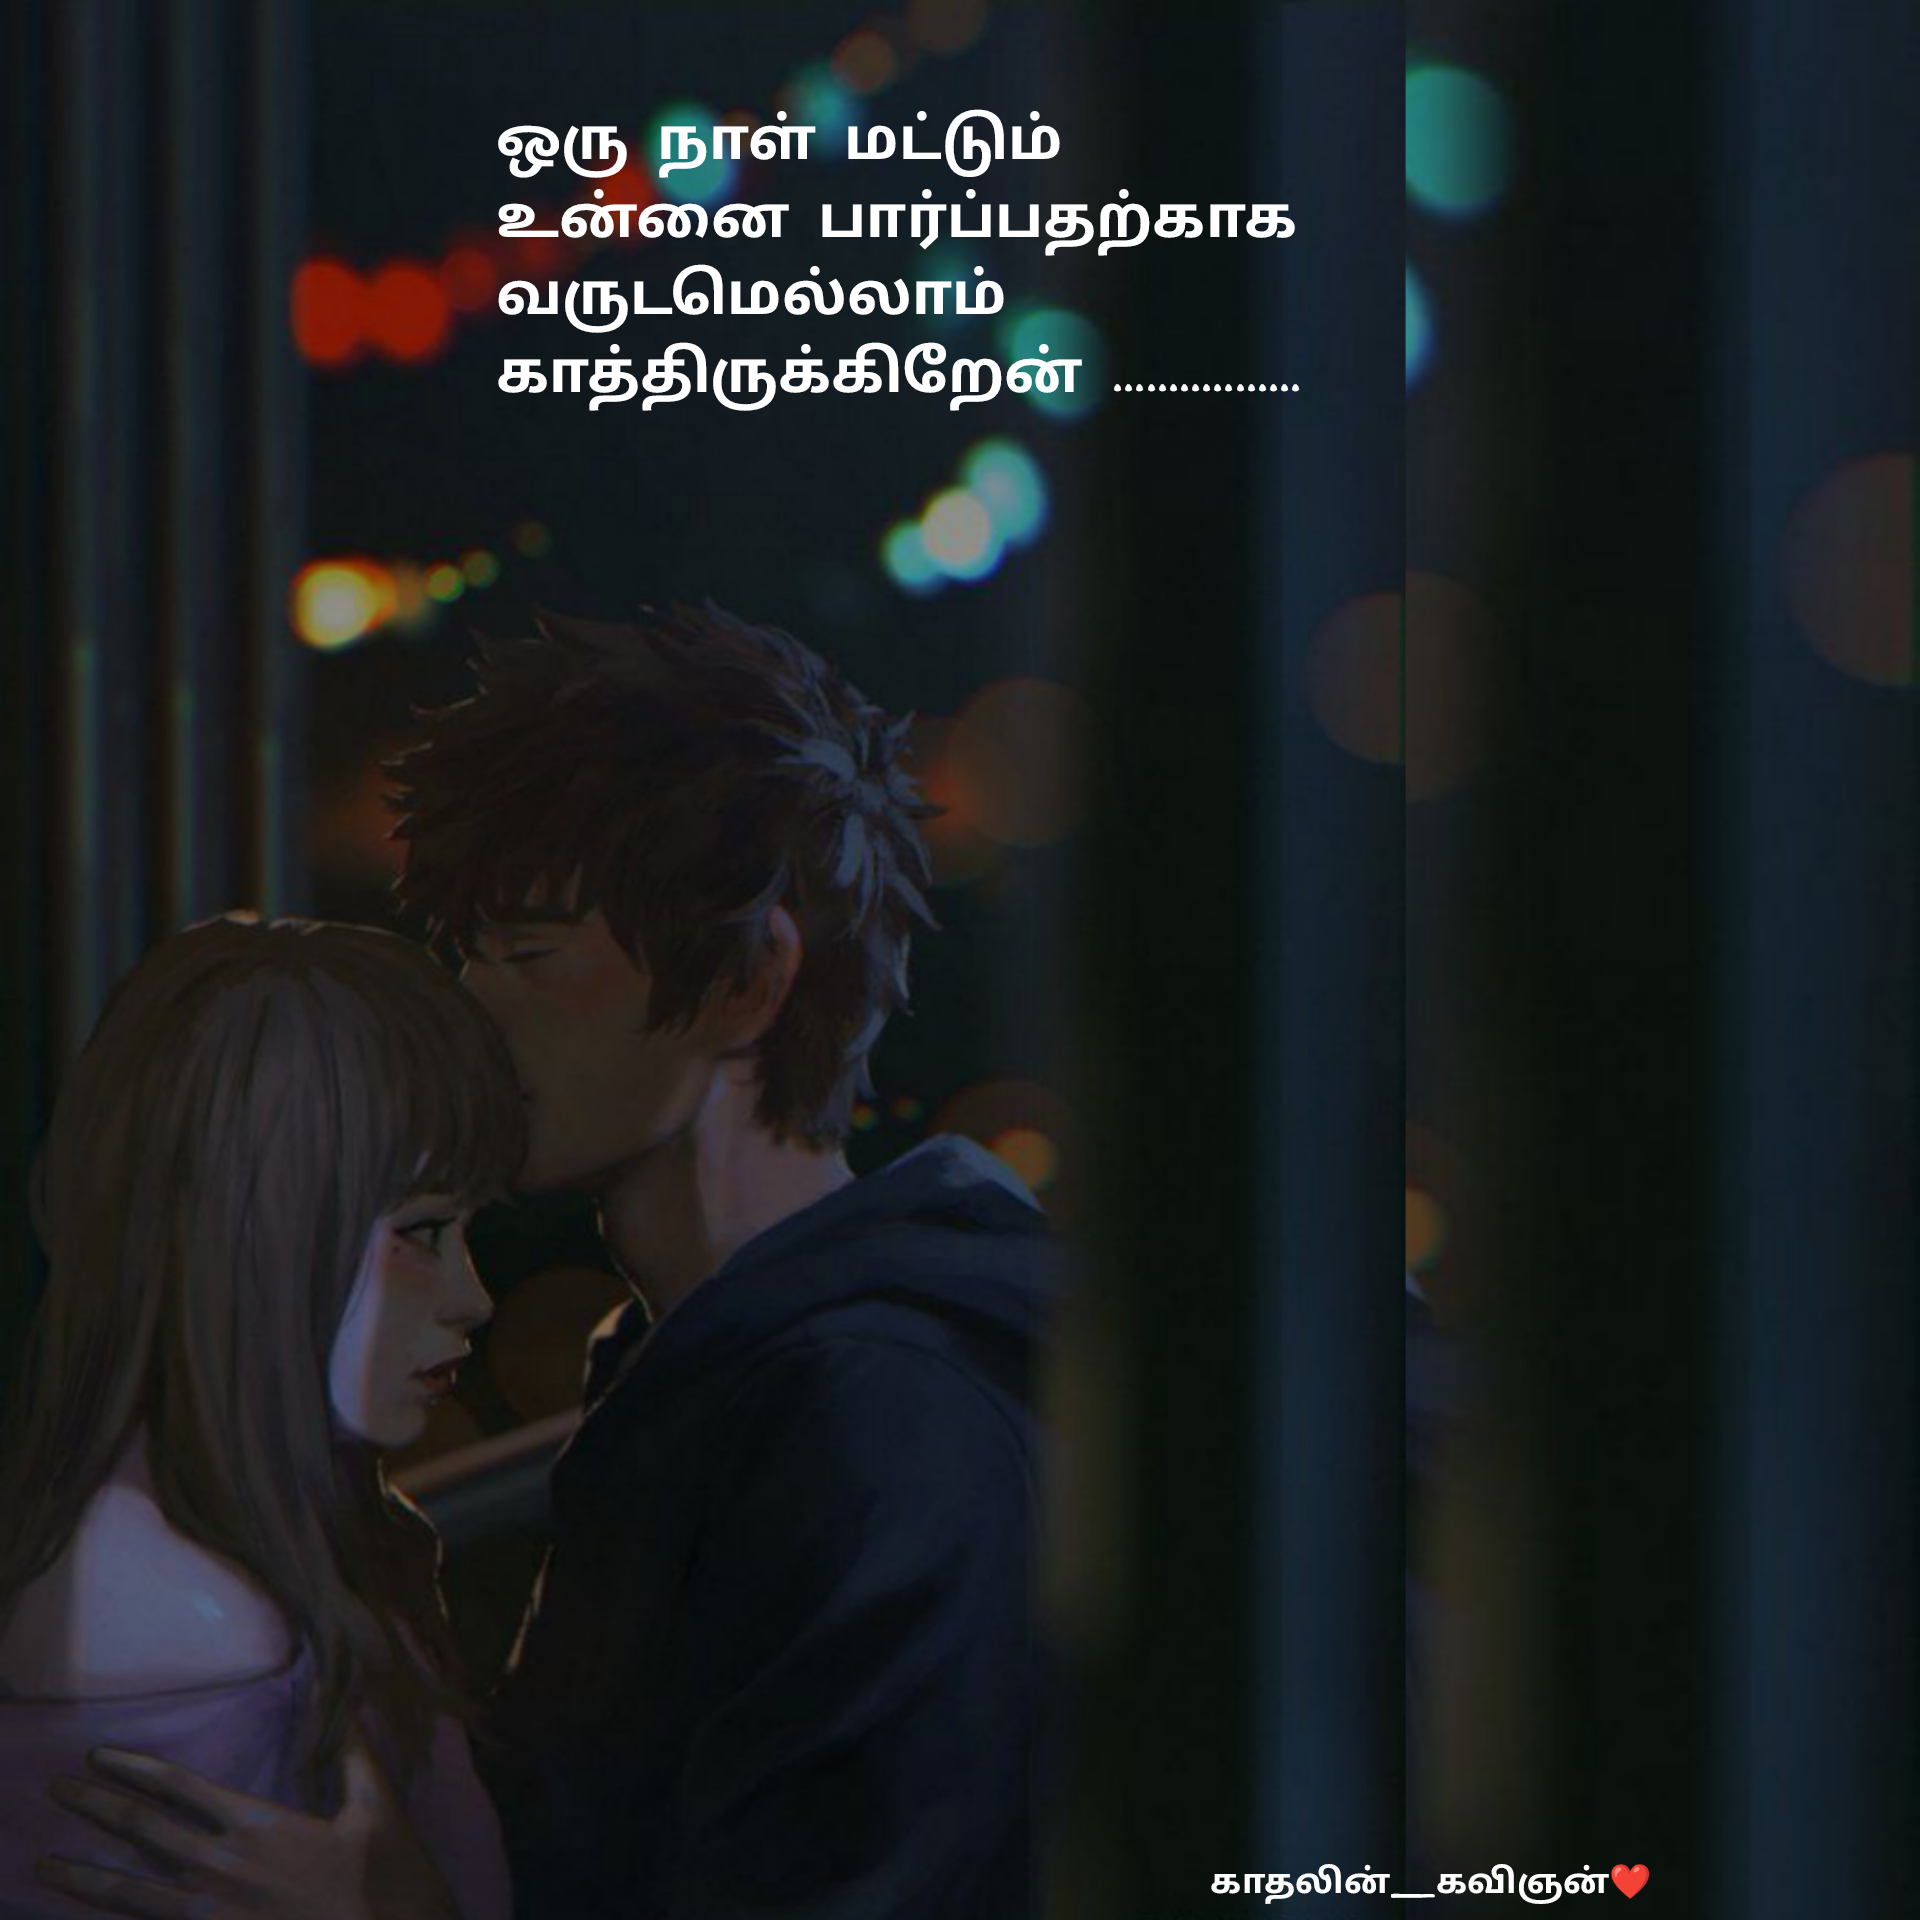 ஒரு நாள் மட்டும்
உன்னை பார்ப்பதற்காக
வருடமெல்லாம்
காத்திருக்கிறேன் .................
காதலின்__கவிஞன்❤️